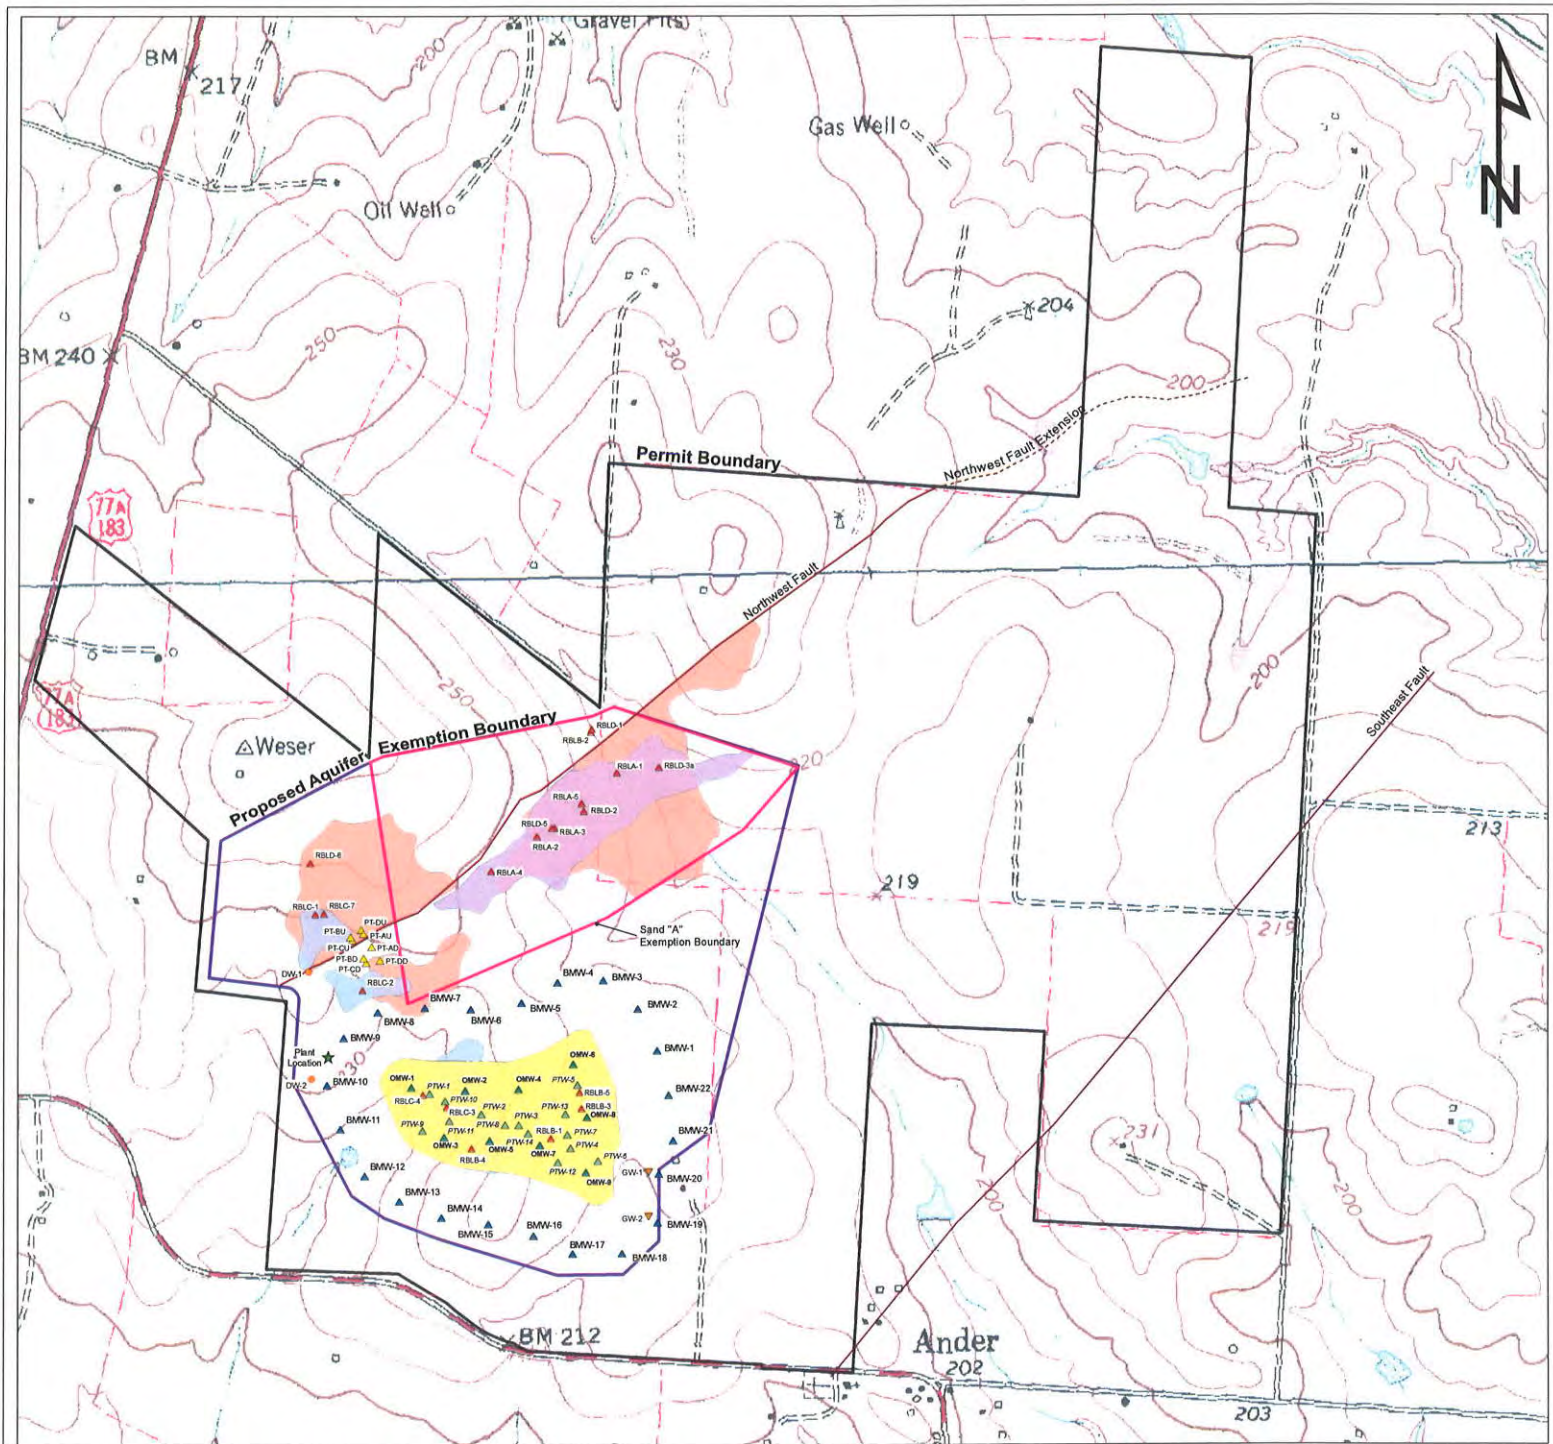 Gravel Pits
BM
217
200
Gas Well
Oil Well
N
204
BM 240
250
230
200
Northwest Fault Extension
Permit Boundary
77A
183
Northwest Fault
200
Southeast Fault
77A
183
250
Weser
Proposed Aquifer Exemption Boundary
RBLD-1
RBLB-2
RBLA-1
RBLD-3a
220
RBLA-5
RBLD-2
RBLD-5
RBLA-3
RBLA-2
RBLA-4
RBLD-6
213
219
RBLC-1
RBLC-7
PT-DU
PT-BU
PT-AU
PT-CU
PT-AD
PT-BD
PT-DD
PT-CD
DW-1
RBLC-2
Sand "A"
Exemption Boundary
219
BMW-4
BMW-3
BMW-7
BMW-5
BMW-2
BMW-8
BMW-6
BMW-9
BMW-1
Plant
Location
230
DW-2
BMW-10
OMW-6
OMW-1
PTW-1
OMW-2
OMW-4
PTW-5
RBLB-5
BMW-22
RBLC-4
PTW-10
RBLC-3
PTW-2
PTW-3
PTW-13
RBLB-3
OMW-8
BMW-11
PTW-9
PTW-11
PTW-8
RBLB-1
PTW-7
BMW-21
OMW-3
OMW-5
PTW-14
OMW-7
PTW-4
RBLB-4
PTW-12
PTW-6
OMW-9
231
BMW-12
GW-1
BMW-20
BMW-13
BMW-14
BMW-15
BMW-16
GW-2
BMW-19
BMW-17
BMW-18
200
200
BM 212
Ander
202
203